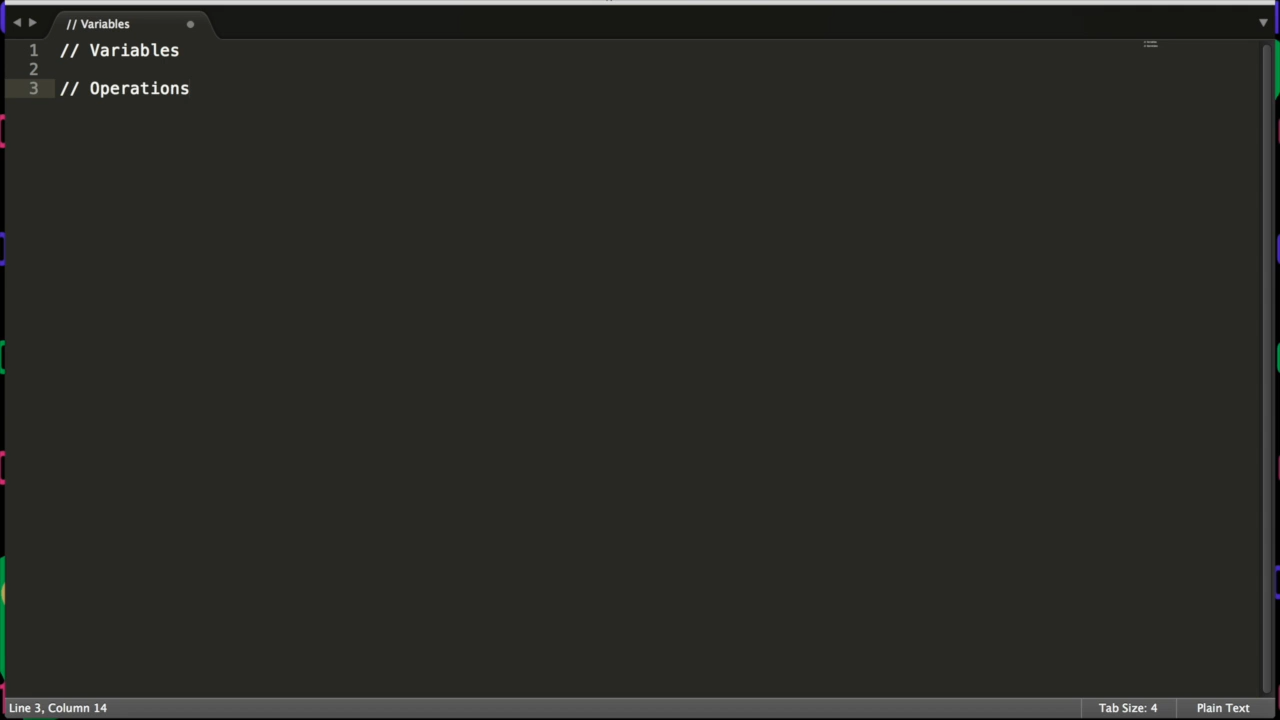 // Variables
1 // Variables
2
3 // Operations
Line 3, Column 14
Tab Size: 4
Plain Text